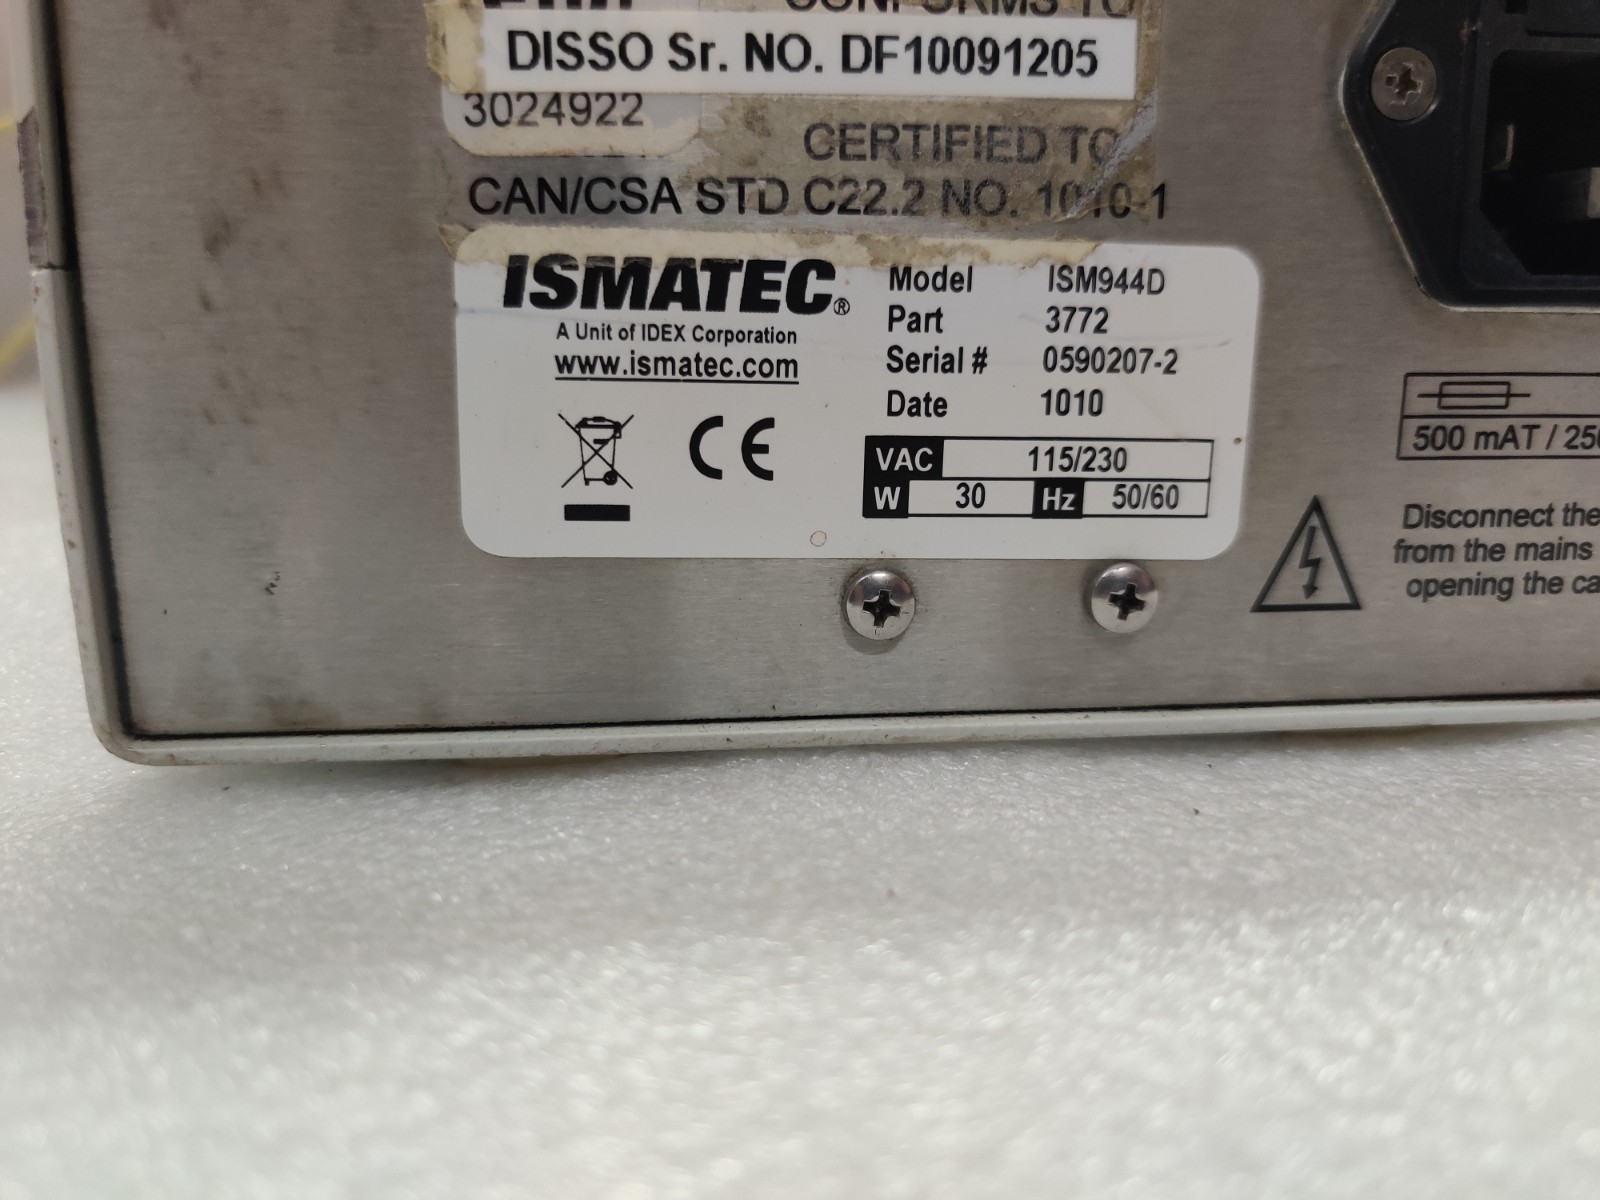 CONFORMS TO
DISSO Sr. NO. DF10091205
3024922
CERTIFIED TO
CAN/CSA STD C22.2 NO. 1010-1
ISMATEC®
A Unit of IDEX Corporation
www.ismatec.com
CE
Model ISM944D
Part 3772
Serial # 0590207-2
Date 1010
VAC 115/230
W 30 Hz 50/60
500 mAT /
Disconnect the
from the mains
opening the